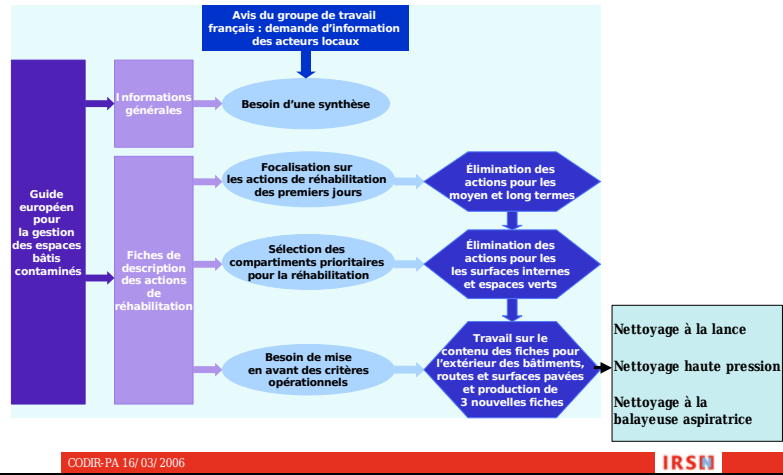 Avis du groupe de travail
français : demande d'information
des acteurs locaux
Informations
générales
Besoin d'une synthèse
Guide
européen
pour
la gestion
des espaces
bâtis
contaminés
Fiches de
description
des actions
de
réhabilitation
Focalisation sur
les actions de réhabilitation
des premiers jours
Élimination des
actions pour les
moyen et long termes
Sélection des
compartiments prioritaires
pour la réhabilitation
Élimination des
actions pour les
les surfaces internes
et espaces verts
Besoin de mise
en avant des critères
opérationnels
Travail sur le
contenu des fiches pour
l'extérieur des bâtiments,
routes et surfaces pavées
et production de
3 nouvelles fiches
Nettoyage à la lance
Nettoyage haute pression
Nettoyage à la
balayeuse aspiratrice
CODIR-PA 16/03/2006
IRSN